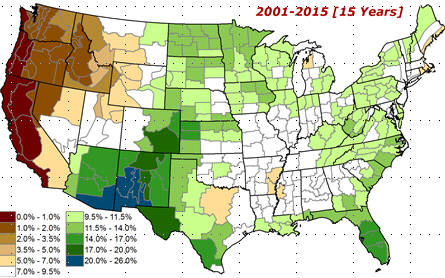 2001-2015 [15 Years]
0.0% - 1.0%
1.0% - 2.0%
2.0% - 3.5%
3.5% - 5.0%
5.0% - 7.0%
7.0% - 9.5%
9.5% - 11.5%
11.5% - 14.0%
14.0% - 17.0%
17.0% - 20.0%
20.0% - 26.0%